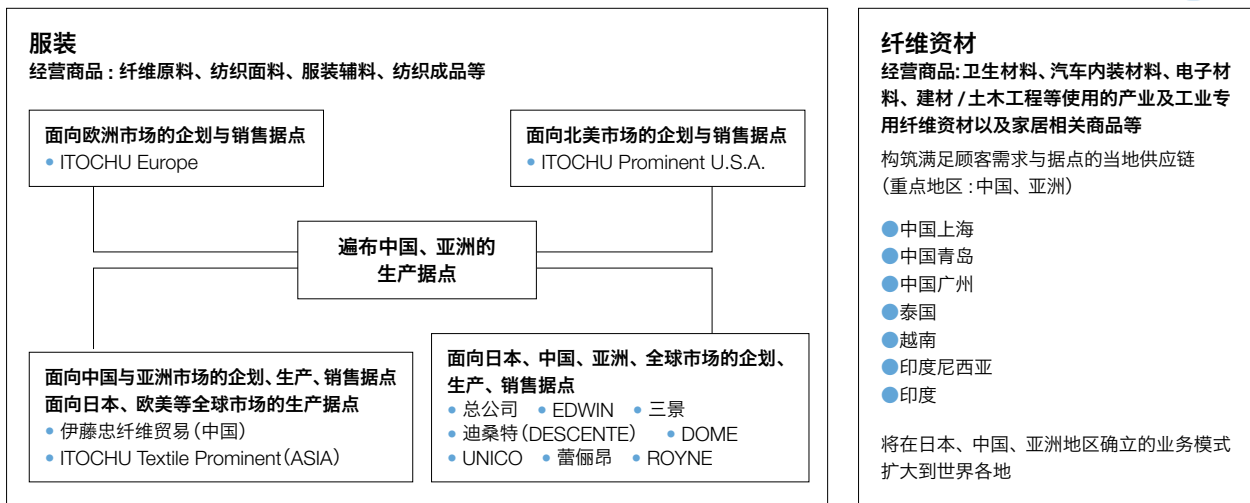 服装
经营商品 : 纤维原料、纺织面料、服装辅料、纺织成品等
面向欧洲市场的企划与销售据点
• ITOCHU Europe
面向北美市场的企划与销售据点
• ITOCHU Prominent U.S.A.
遍布中国、亚洲的
生产据点
面向中国与亚洲市场的企划、生产、销售据点
面向日本、欧美等全球市场的生产据点
• 伊藤忠纤维贸易(中国)
• ITOCHU Textile Prominent(ASIA)
面向日本、中国、亚洲、全球市场的企划、
生产、销售据点
• 总公司 • EDWIN • 三景
• 迪桑特(DESCENTE) • DOME
• UNICO • 蕾俪昂 • ROYNE
纤维资材
经营商品:卫生材料、汽车内装材料、电子材
料、建材 / 土木工程等使用的产业及工业专
用纤维资材以及家居相关商品等
构筑满足顾客需求与据点的当地供应链
(重点地区 :中国、亚洲)
●中国上海
●中国青岛
●中国广州
●泰国
●越南
●印度尼西亚
●印度
将在日本、中国、亚洲地区确立的业务模式
扩大到世界各地